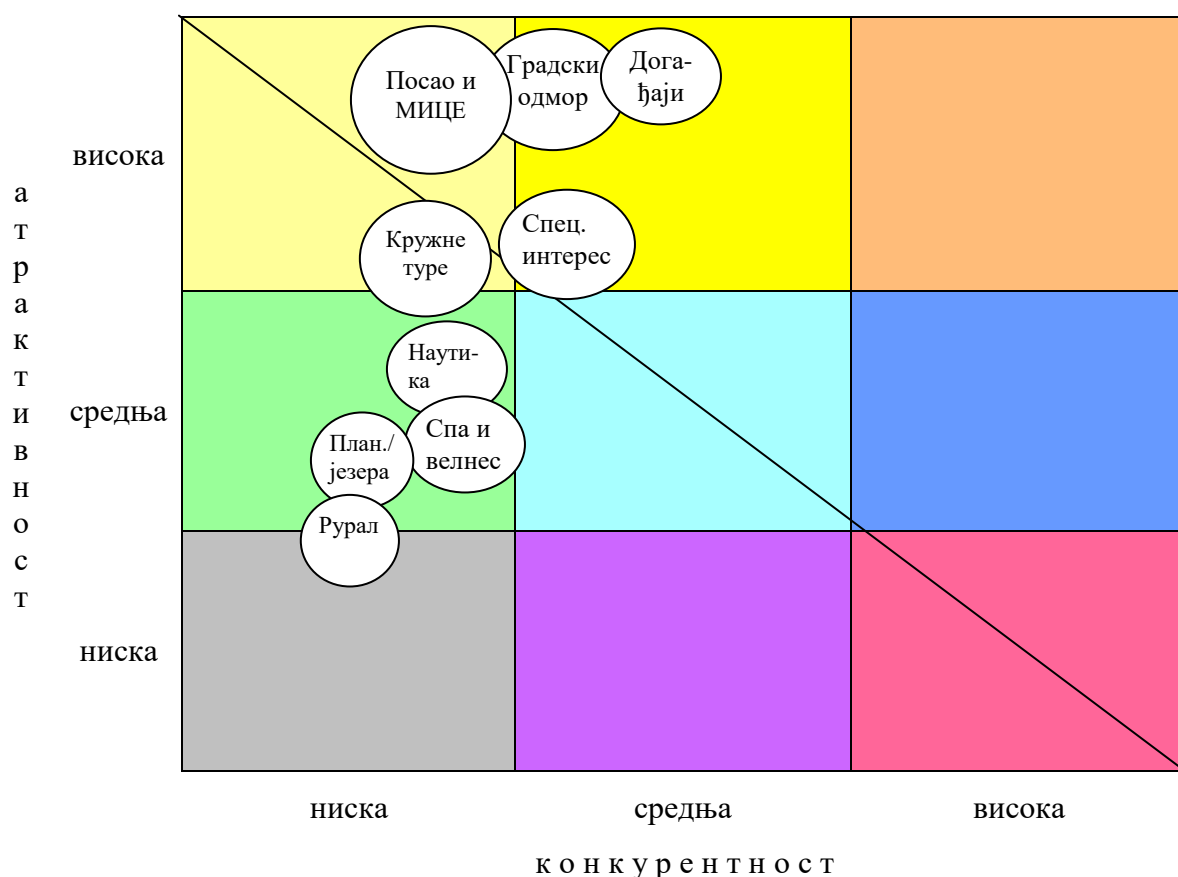 Посао и
МИЦЕ
Градски
одмор
Дога-
ђаји
висока
Кружне
туре
Спец.
интерес
атрактивност
Наути-
ка
средња
Спа и
велнес
План./
језера
Рурал
ниска
ниска
средња
висока
конкурентност